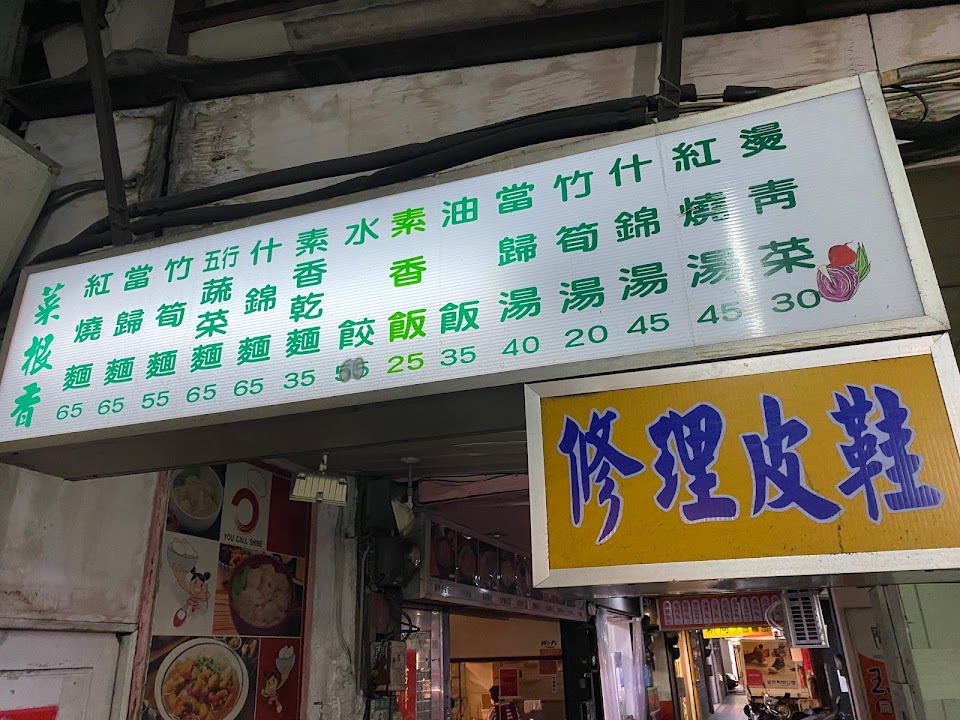 菜根香
紅燒麵 65
當歸麵 65
竹筍麵 55
五行蔬菜麵 65
什錦麵 65
素香乾麵 35
水餃
素香飯 25
油飯 35
當歸湯 40
竹筍湯 20
什錦湯 45
紅燒湯 45
燙青菜 30
修理皮鞋
YOU CALL SHINE